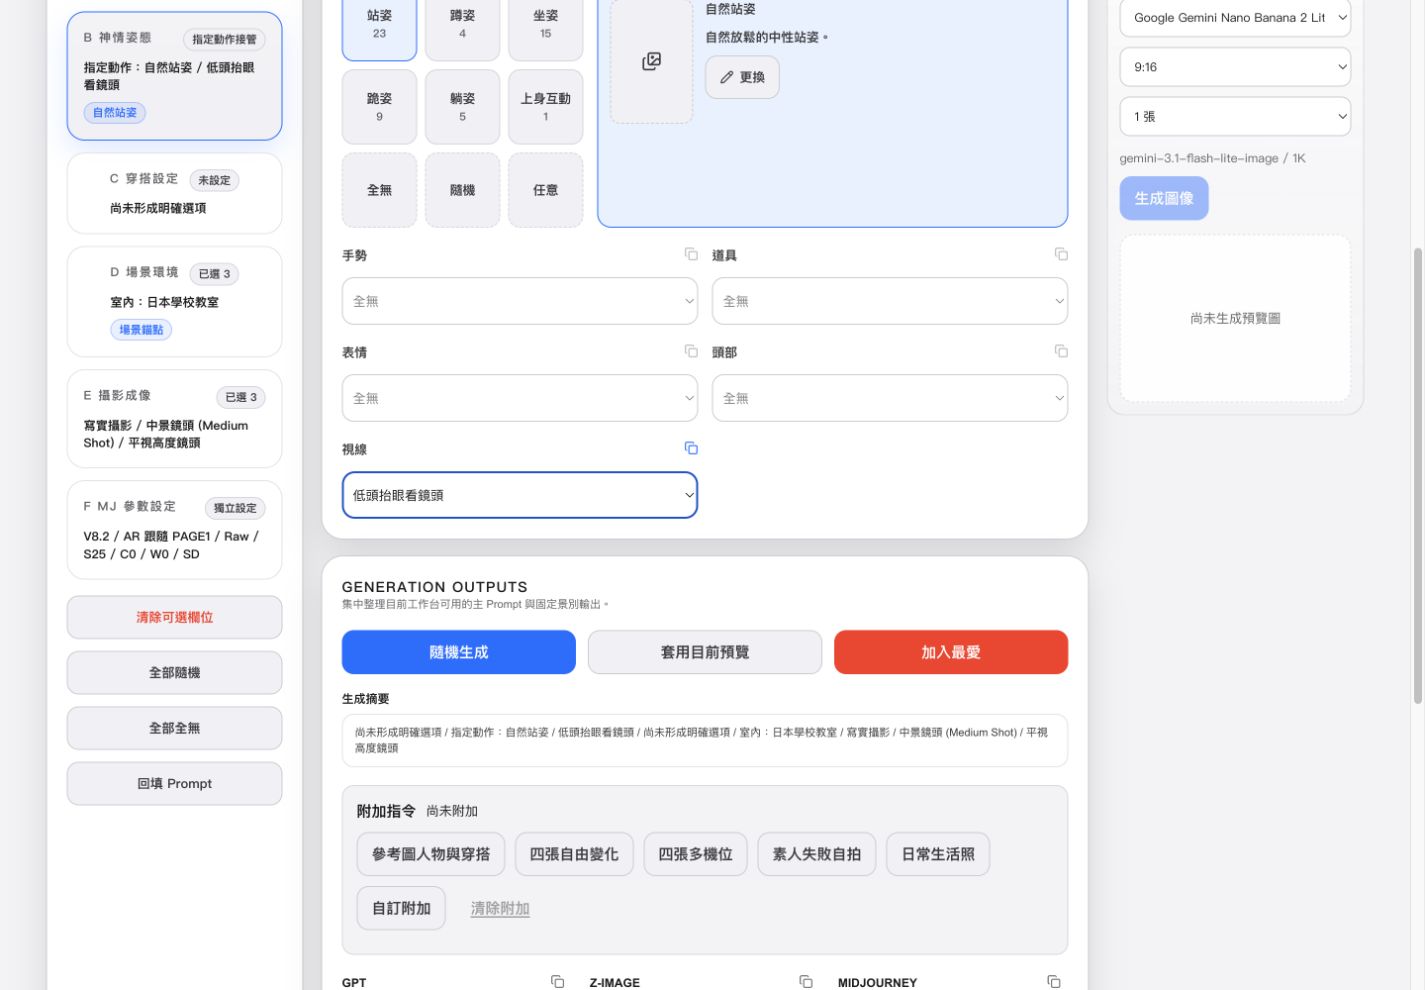 B 神情姿態
指定動作接管
指定動作：自然站姿 / 低頭抬眼
看鏡頭
自然站姿
C 穿搭設定
未設定
尚未形成明確選項
D 場景環境
已選 3
室內：日本學校教室
場景錨點
E 攝影成像
已選 3
寫實攝影 / 中景鏡頭 (Medium
Shot) / 平視高度鏡頭
F MJ 參數設定
獨立設定
V8.2 / AR 跟隨 PAGE1 / Raw /
S25 / C0 / W0 / SD
清除可選欄位
全部隨機
全部全無
回填 Prompt
站姿
23
蹲姿
4
坐姿
15
跪姿
9
躺姿
5
上身互動
1
全無
隨機
任意
自然站姿
自然放鬆的中性站姿。
更換
手勢
全無
道具
全無
表情
全無
頭部
全無
視線
低頭抬眼看鏡頭
GENERATION OUTPUTS
集中整理目前工作台可用的主 Prompt 與固定景別輸出。
隨機生成
套用目前預覽
加入最愛
生成摘要
尚未形成明確選項 / 指定動作：自然站姿 / 低頭抬眼看鏡頭 / 尚未形成明確選項 / 室內：日本學校教室 / 寫實攝影 / 中景鏡頭 (Medium Shot) / 平視
高度鏡頭
附加指令 尚未附加
參考圖人物與穿搭
四張自由變化
四張多機位
素人失敗自拍
日常生活照
自訂附加
清除附加
GPT
Z-IMAGE
MIDJOURNEY
Google Gemini Nano Banana 2 Lit
9:16
1 張
gemini-3.1-flash-lite-image / 1K
生成圖像
尚未生成預覽圖